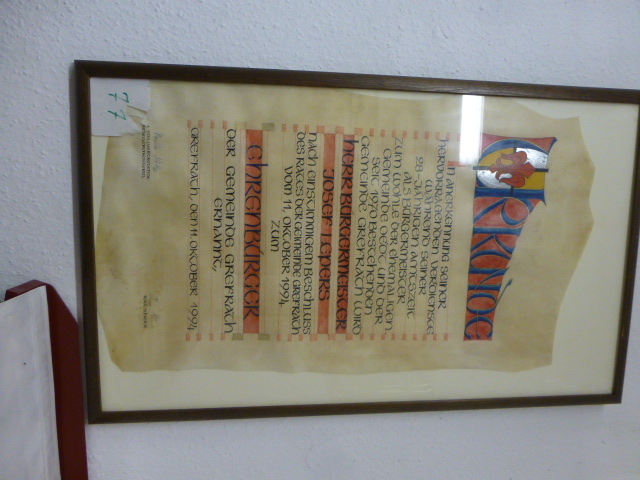 URKUNDE
In Anerkennung seiner
hervorragenden Verdienste
während seiner
28-jährigen Amtszeit
als Bürgermeister
zum Wohle der ehemaligen
Gemeinde Oedt und der
seit 1970 bestehenden
Gemeinde Grefrath wird
Herr Bürgermeister
Josef Lepers
nach einstimmigem Beschluss
des Rates der Gemeinde Grefrath
vom 11. Oktober 1994
zum
Ehrenbürger
der Gemeinde Grefrath
ernannt,
Grefrath, den 11. Oktober 1994
77